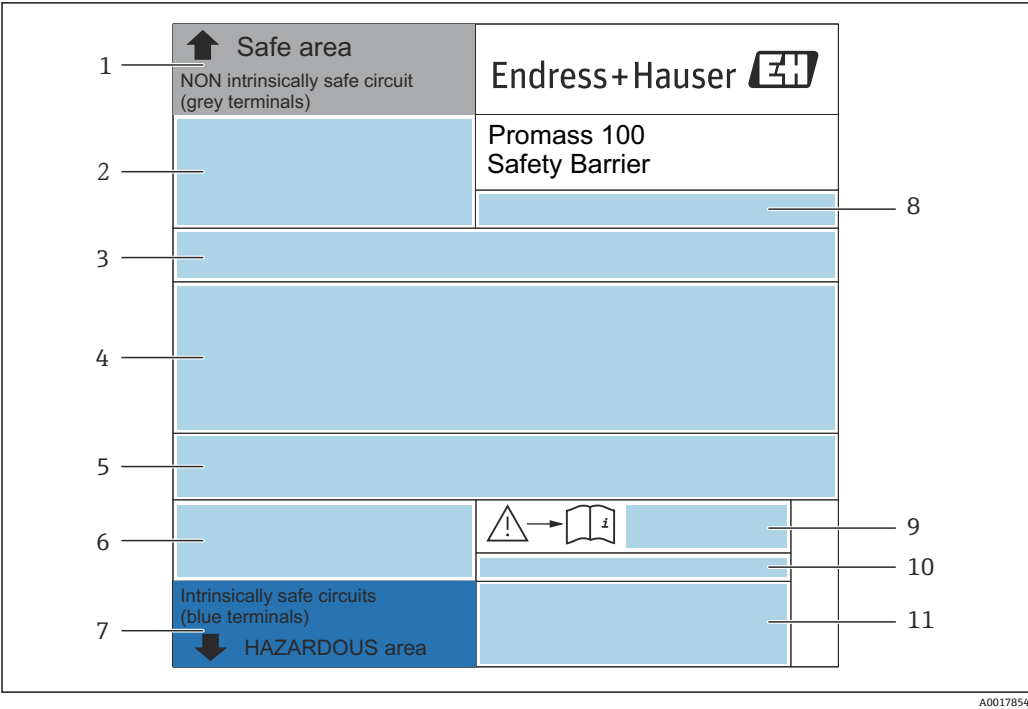 1
Safe area
NON intrinsically safe circuit
(grey terminals)
Endress+Hauser EH
Promass 100
Safety Barrier
2
8
3
4
5
6
i
9
10
Intrinsically safe circuits
(blue terminals)
7
HAZARDOUS area
11
A0017854